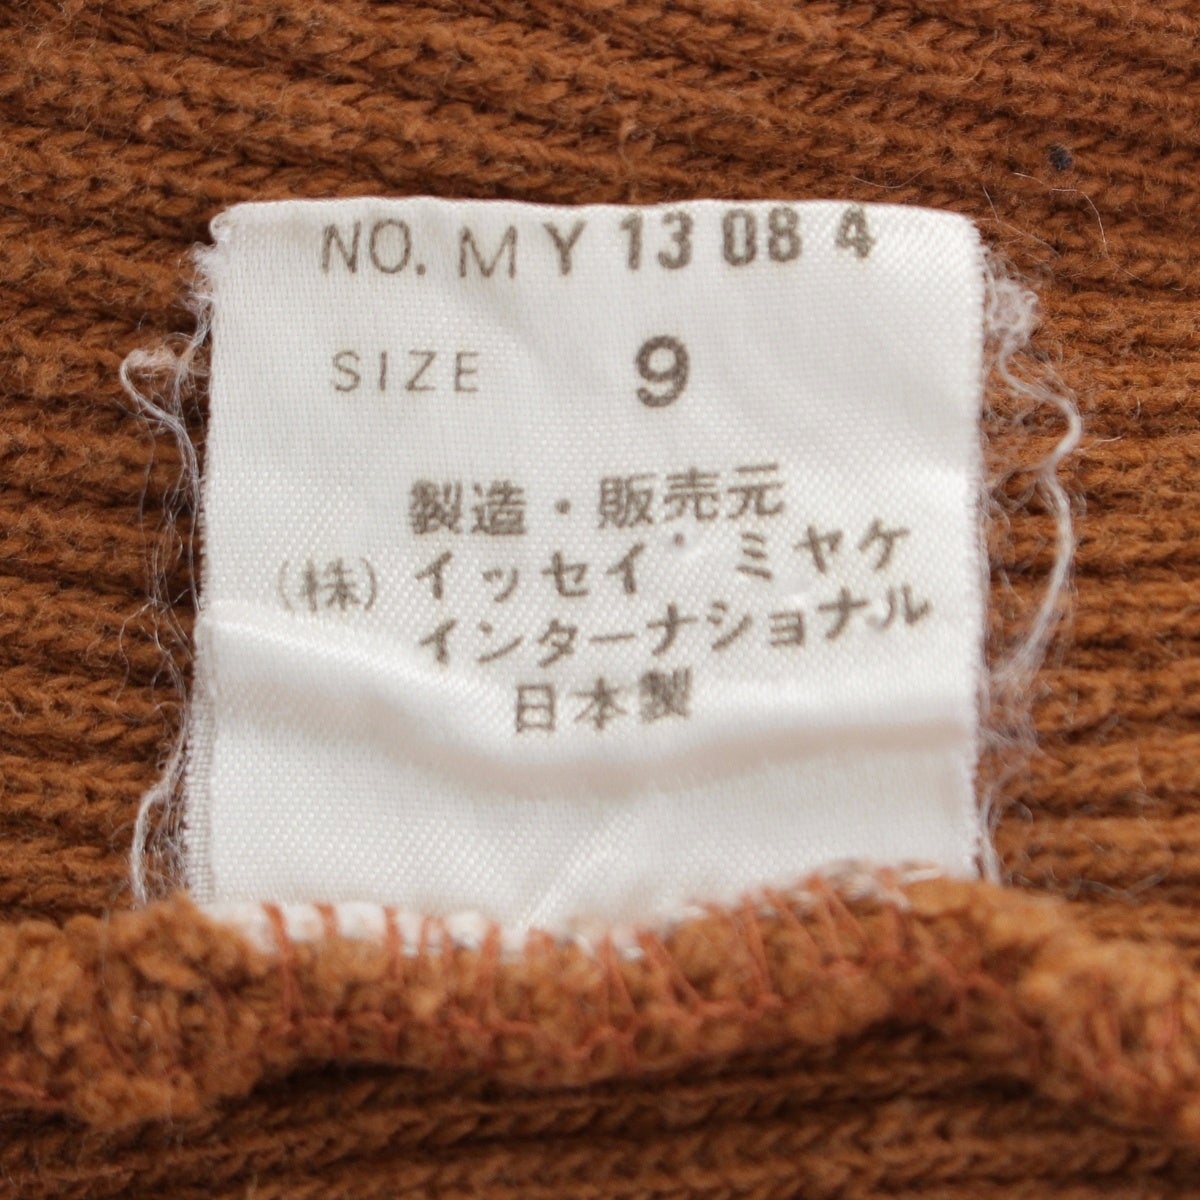 NO. MY 13 08 4
SIZE 9
製造・販売元
(株) イッセイ・ミヤケ
インターナショナル
日本製